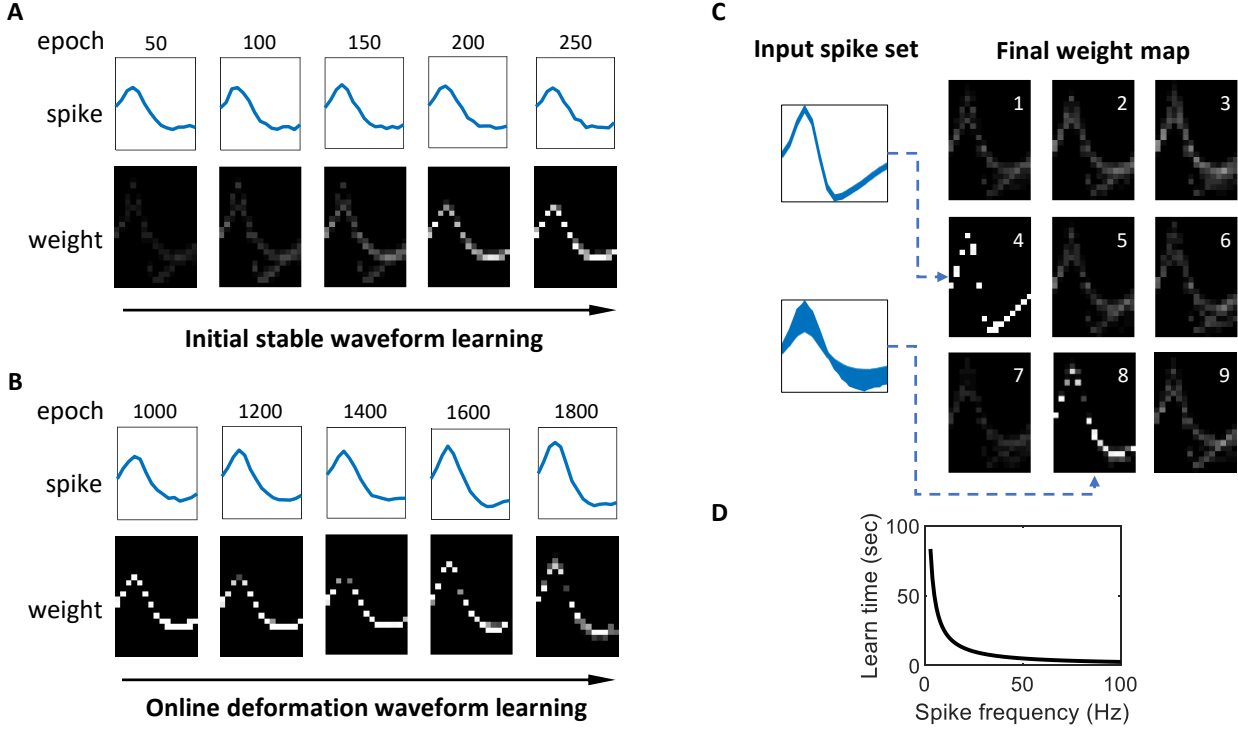 A
epoch 50 100 150 200 250
spike
weight
Initial stable waveform learning
B
epoch 1000 1200 1400 1600 1800
spike
weight
Online deformation waveform learning
C
Input spike set Final weight map
1 2 3
4 5 6
7 8 9
D
Learn time (sec)
100
50
0
0 50 100
Spike frequency (Hz)